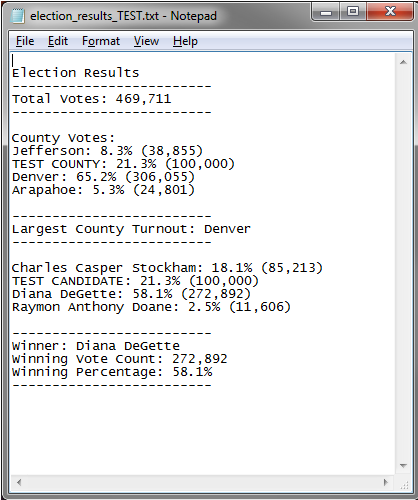 election_results_TEST.txt - Notepad
File Edit Format View Help
Election Results
-------------------------
Total Votes: 469,711
-------------------------
County Votes:
Jefferson: 8.3% (38,855)
TEST COUNTY: 21.3% (100,000)
Denver: 65.2% (306,055)
Arapahoe: 5.3% (24,801)
-------------------------
Largest County Turnout: Denver
-------------------------
Charles Casper Stockham: 18.1% (85,213)
TEST CANDIDATE: 21.3% (100,000)
Diana DeGette: 58.1% (272,892)
Raymon Anthony Doane: 2.5% (11,606)
-------------------------
Winner: Diana DeGette
Winning Vote Count: 272,892
Winning Percentage: 58.1%
-------------------------